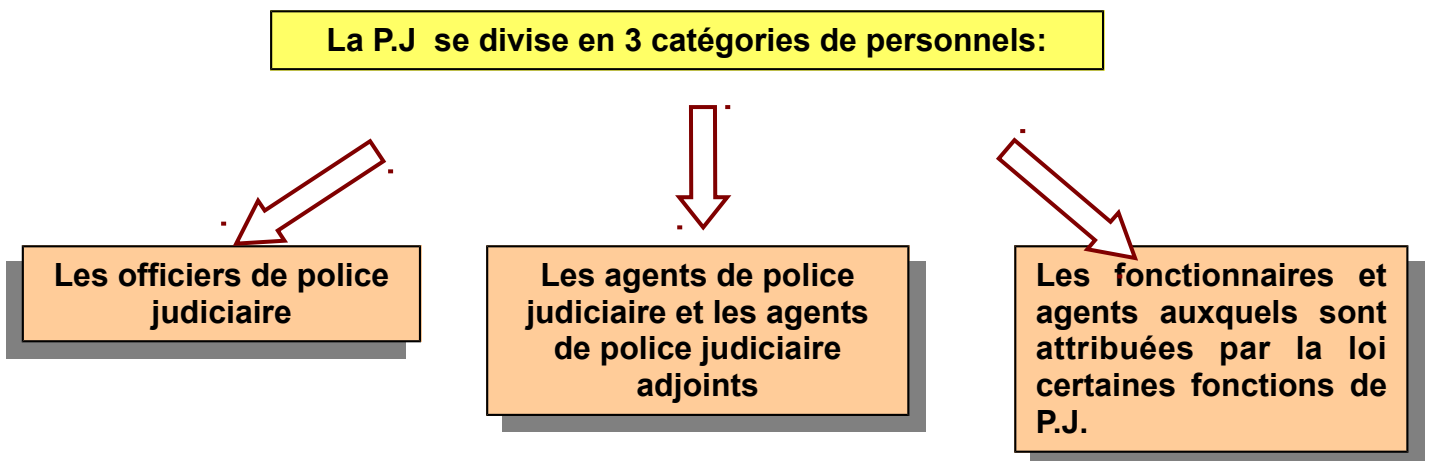 La P.J se divise en 3 catégories de personnels:
Les officiers de police
judiciaire
Les agents de police
judiciaire et les agents
de police judiciaire
adjoints
Les fonctionnaires et
agents auxquels sont
attribuées par la loi
certaines fonctions de
P.J.